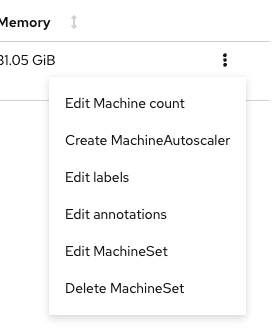 Memory
31.05 GiB
Edit Machine count
Create MachineAutoscaler
Edit labels
Edit annotations
Edit MachineSet
Delete MachineSet